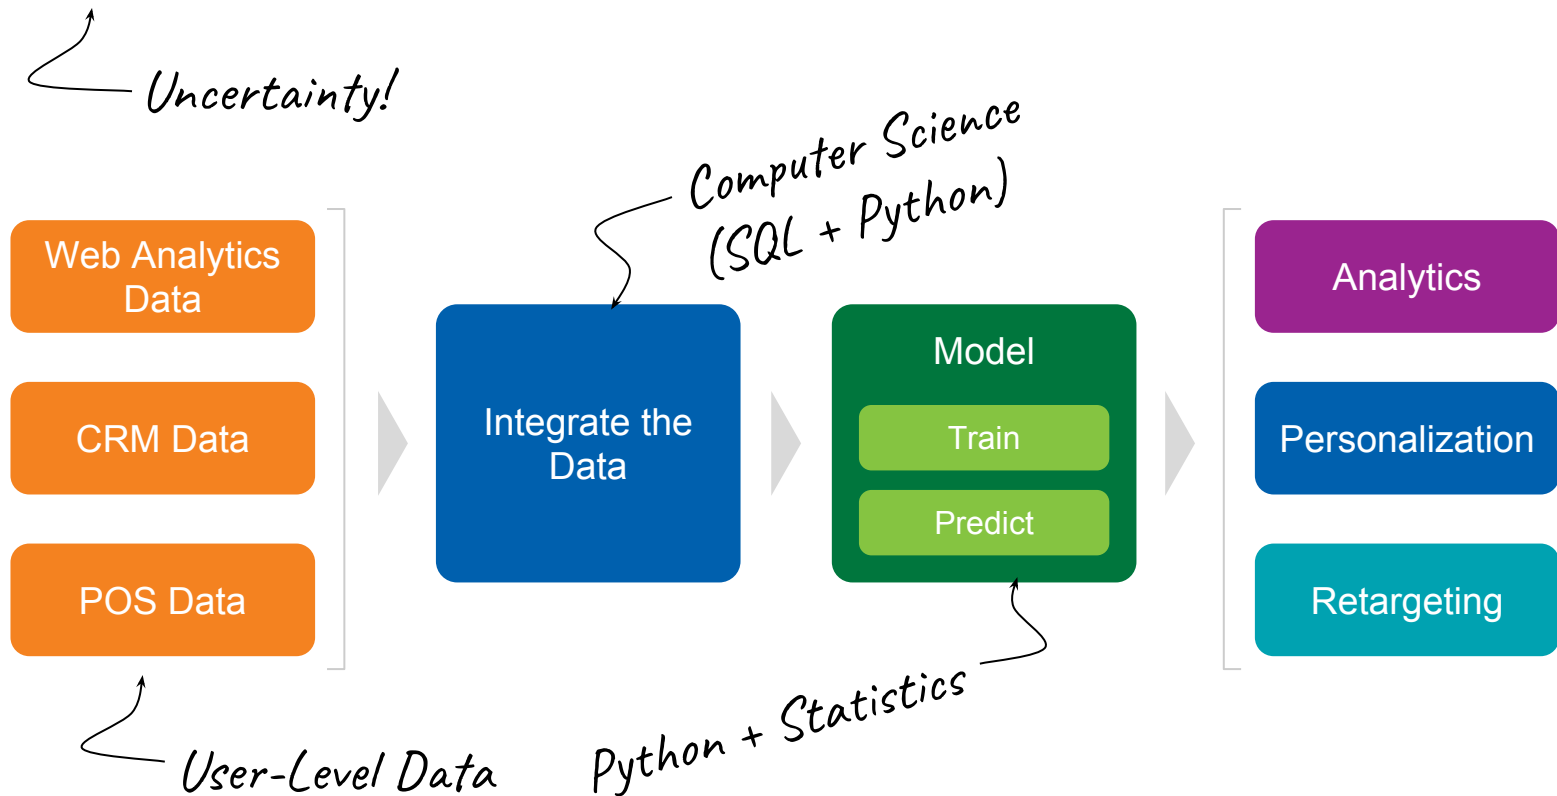 Uncertainty!
Computer Science
(SQL + Python)
Web Analytics
Data
CRM Data
POS Data
Integrate the
Data
Model
Train
Predict
Analytics
Personalization
Retargeting
User-Level Data
Python + Statistics